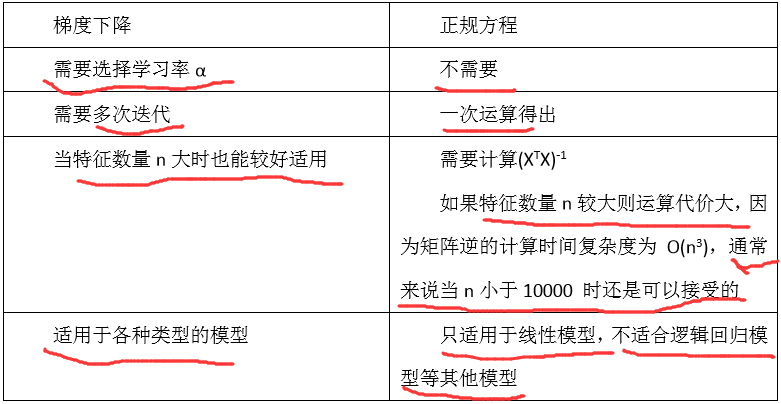 梯度下降
正规方程
需要选择学习率 α
不需要
需要多次迭代
一次运算得出
当特征数量 n 大时也能较好适用
需要计算(XᵀX)⁻¹
如果特征数量 n 较大则运算代价大，因
为矩阵逆的计算时间复杂度为 O(n³)，通常
来说当 n 小于 10000 时还是可以接受的
适用于各种类型的模型
只适用于线性模型，不适合逻辑回归模
型等其他模型